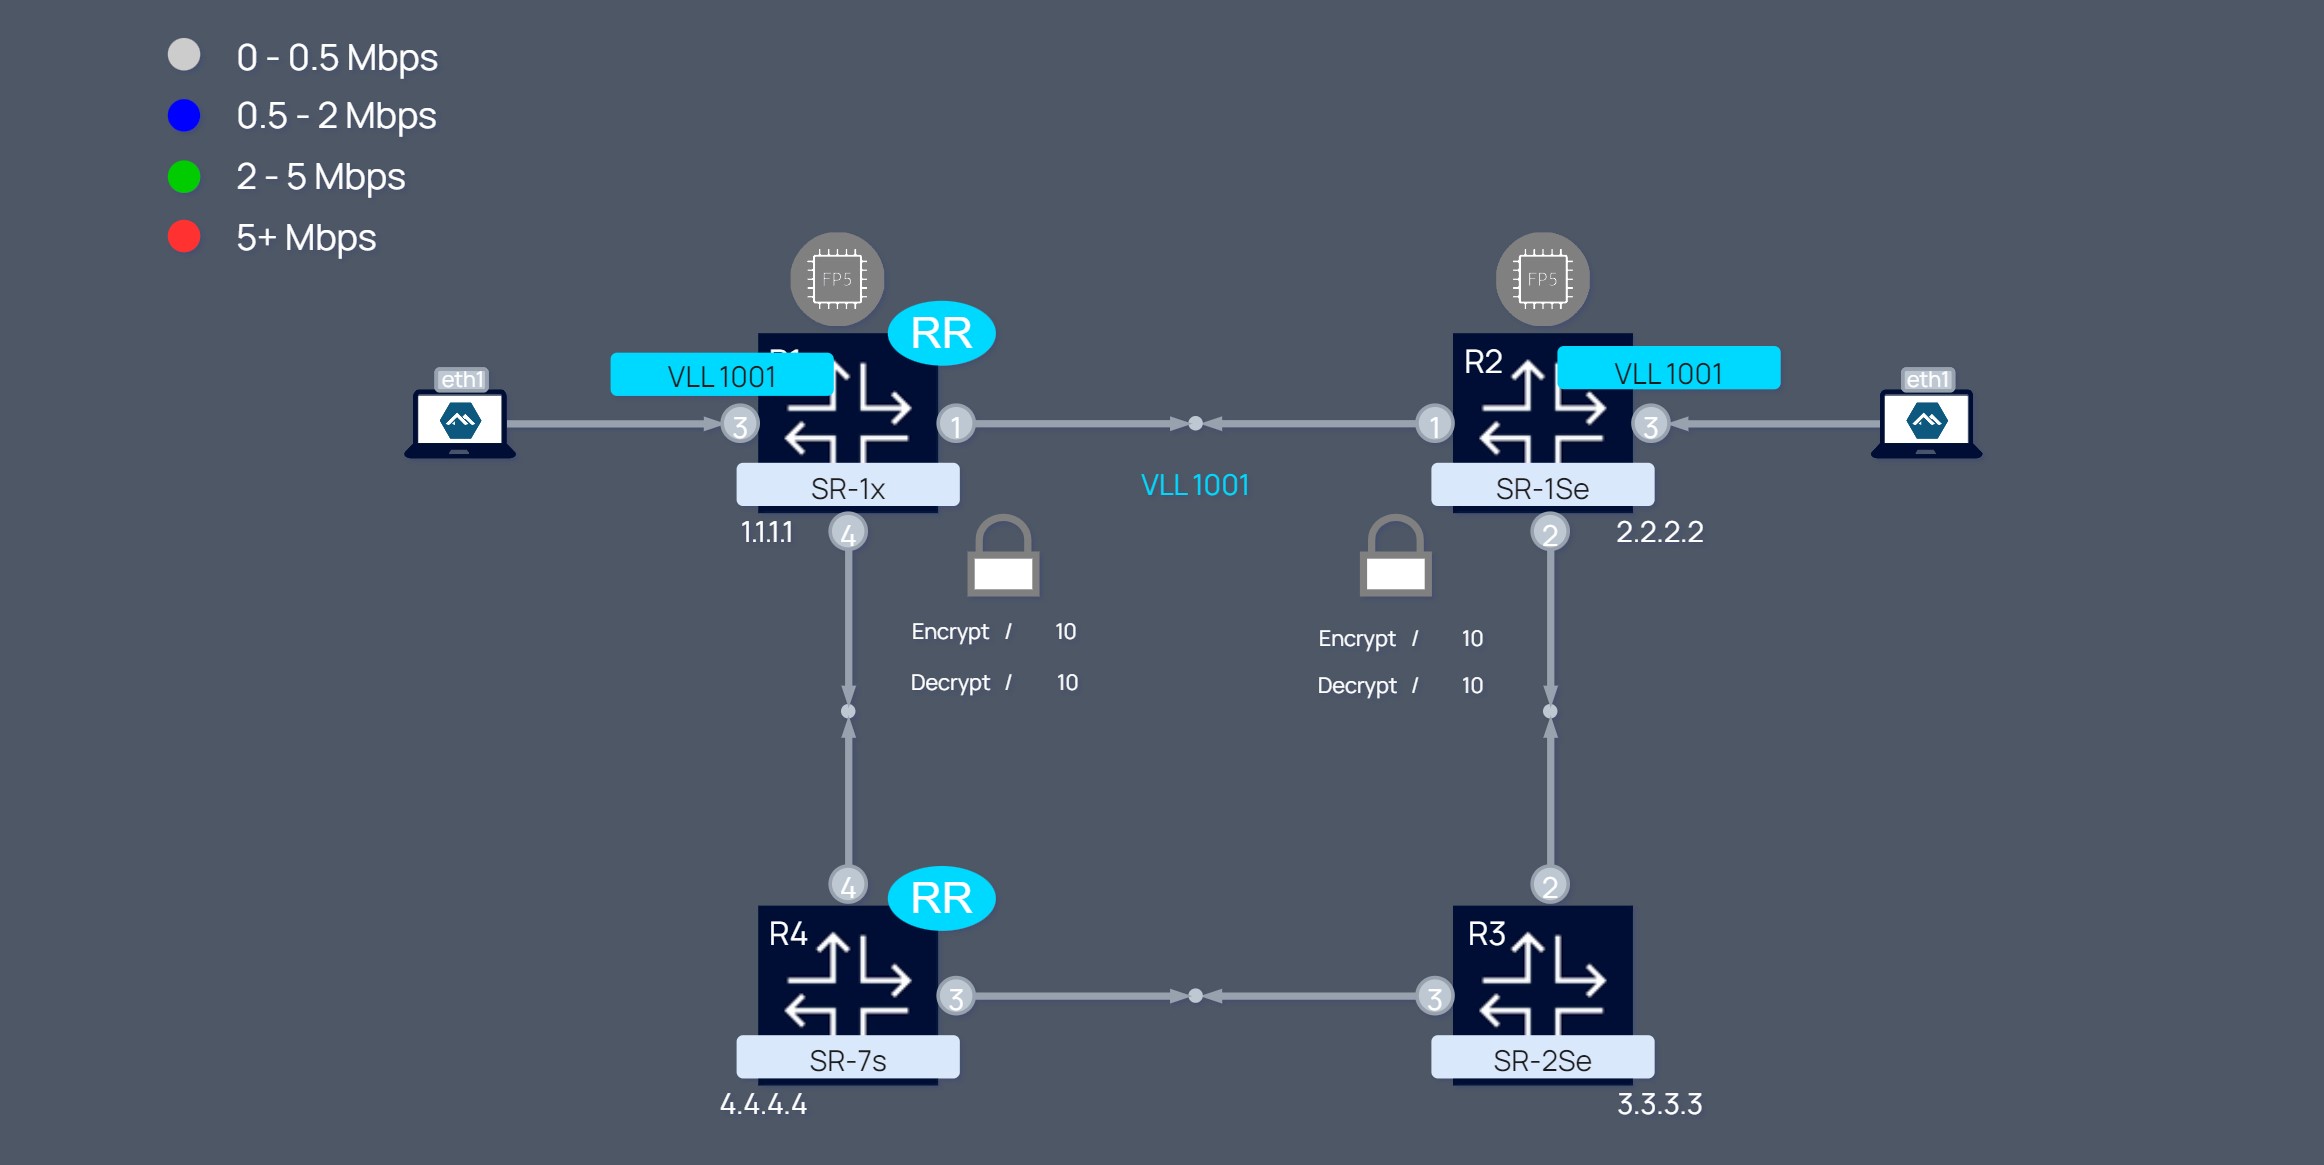 0 - 0.5 Mbps
0.5 - 2 Mbps
2 - 5 Mbps
5+ Mbps
FP5
FP5
RR
R1
VLL 1001
R2
VLL 1001
eth1
eth1
3
1
1
3
SR-1x
VLL 1001
SR-1Se
1.1.1.1
4
2
2.2.2.2
Encrypt / 10
Decrypt / 10
Encrypt / 10
Decrypt / 10
4
RR
2
R4
R3
3
3
SR-7s
SR-2Se
4.4.4.4
3.3.3.3